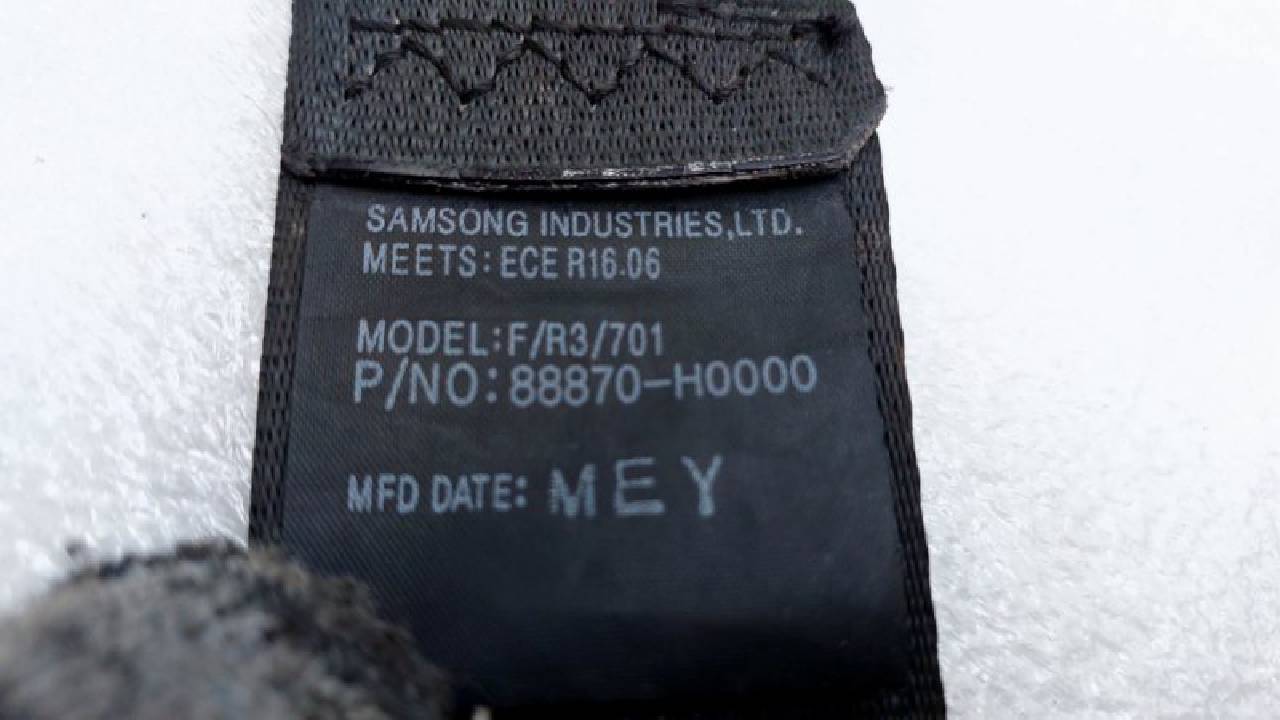 SAMSONG INDUSTRIES,LTD.
MEETS: ECE R16.06
MODEL: F/R3/701
P/NO: 88870-H0000
MFD DATE: MEY